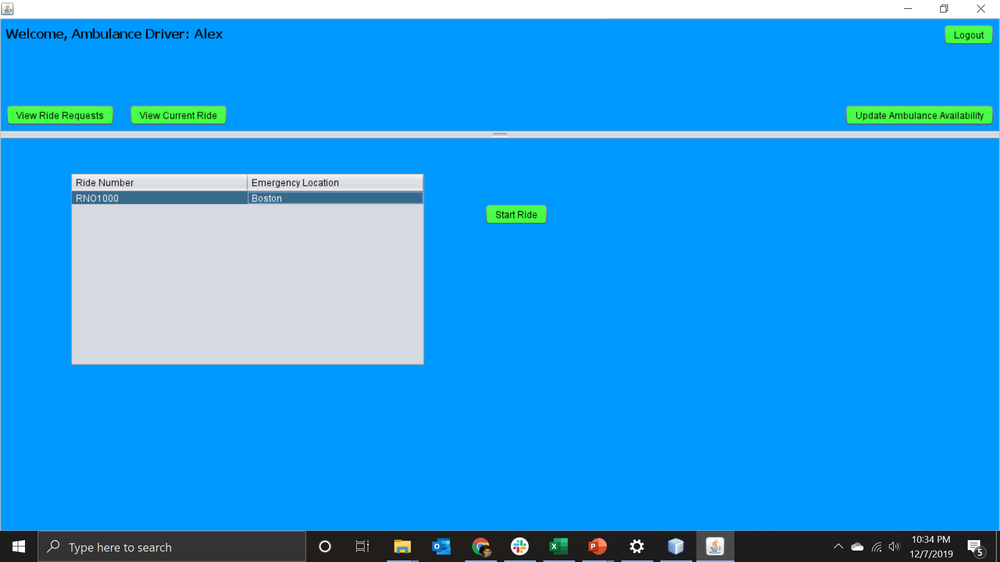 Welcome, Ambulance Driver: Alex
Logout
View Ride Requests View Current Ride Update Ambulance Availability
Ride Number Emergency Location
RNO1000 Boston
Start Ride
Type here to search
10:34 PM
12/7/2019
5